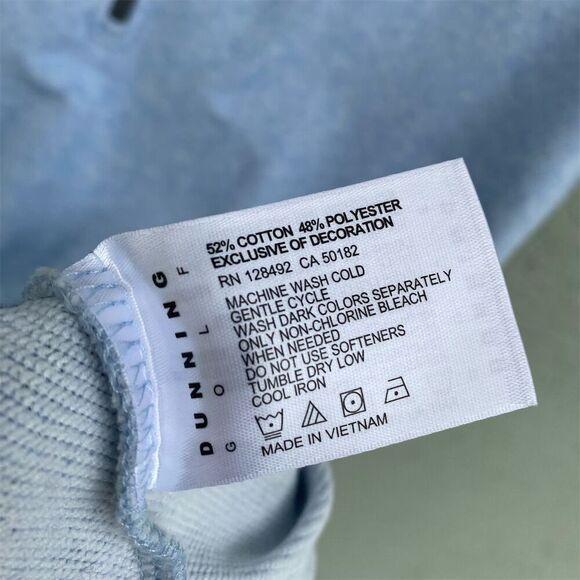 DUNNING
GOLF
52% COTTON 48% POLYESTER
EXCLUSIVE OF DECORATION
RN 128492 CA 50182
MACHINE WASH COLD
GENTLE CYCLE
WASH DARK COLORS SEPARATELY
ONLY NON-CHLORINE BLEACH
WHEN NEEDED
DO NOT USE SOFTENERS
TUMBLE DRY LOW
COOL IRON
MADE IN VIETNAM